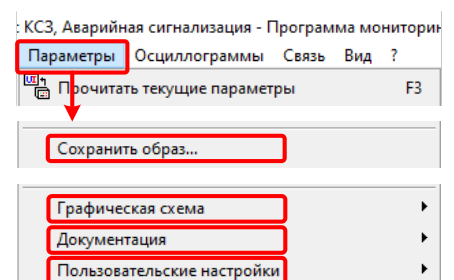 : КСЗ, Аварийная сигнализация - Программа мониторин
Параметры Осциллограммы Связь Вид ?
Прочитать текущие параметры F3
Сохранить образ...
Графическая схема
Документация
Пользовательские настройки